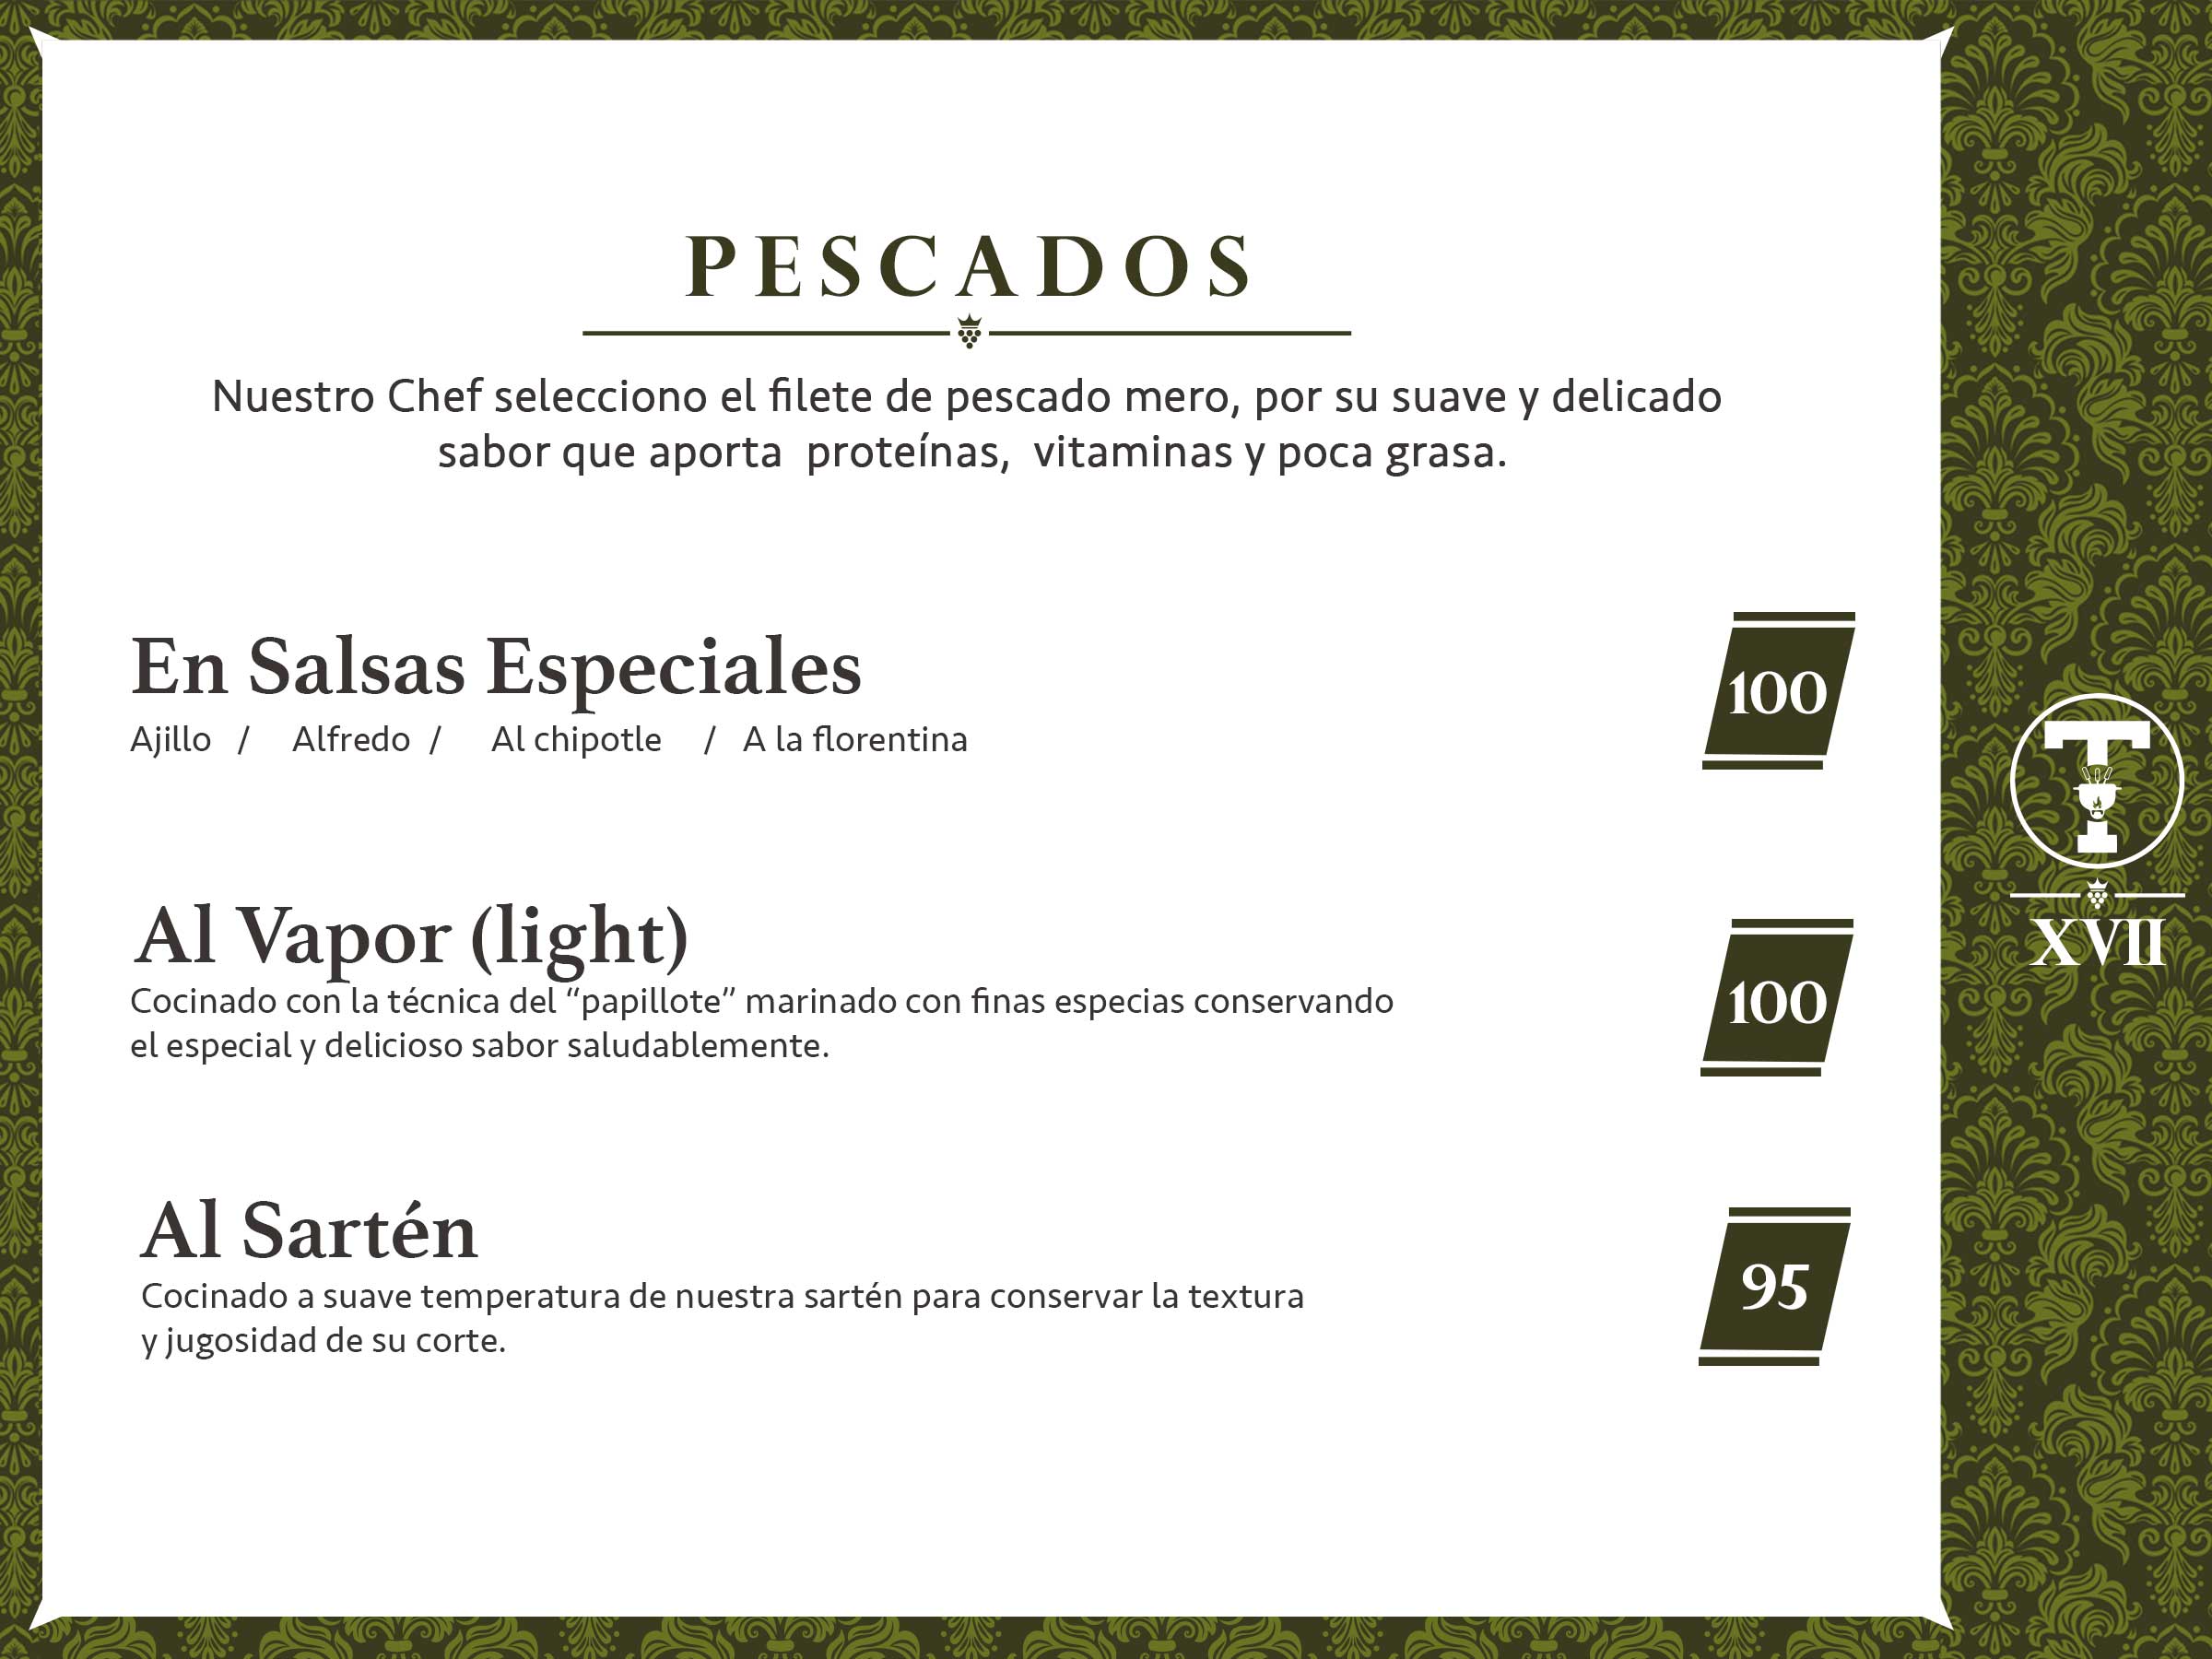 PESCADOS
Nuestro Chef selecciono el filete de pescado mero, por su suave y delicado
sabor que aporta proteínas, vitaminas y poca grasa.
En Salsas Especiales
100
Ajillo / Alfredo / Al chipotle / A la florentina
T
XVII
Al Vapor (light)
100
Cocinado con la técnica del “papillote” marinado con finas especias conservando
el especial y delicioso sabor saludablemente.
Al Sartén
95
Cocinado a suave temperatura de nuestra sartén para conservar la textura
y jugosidad de su corte.